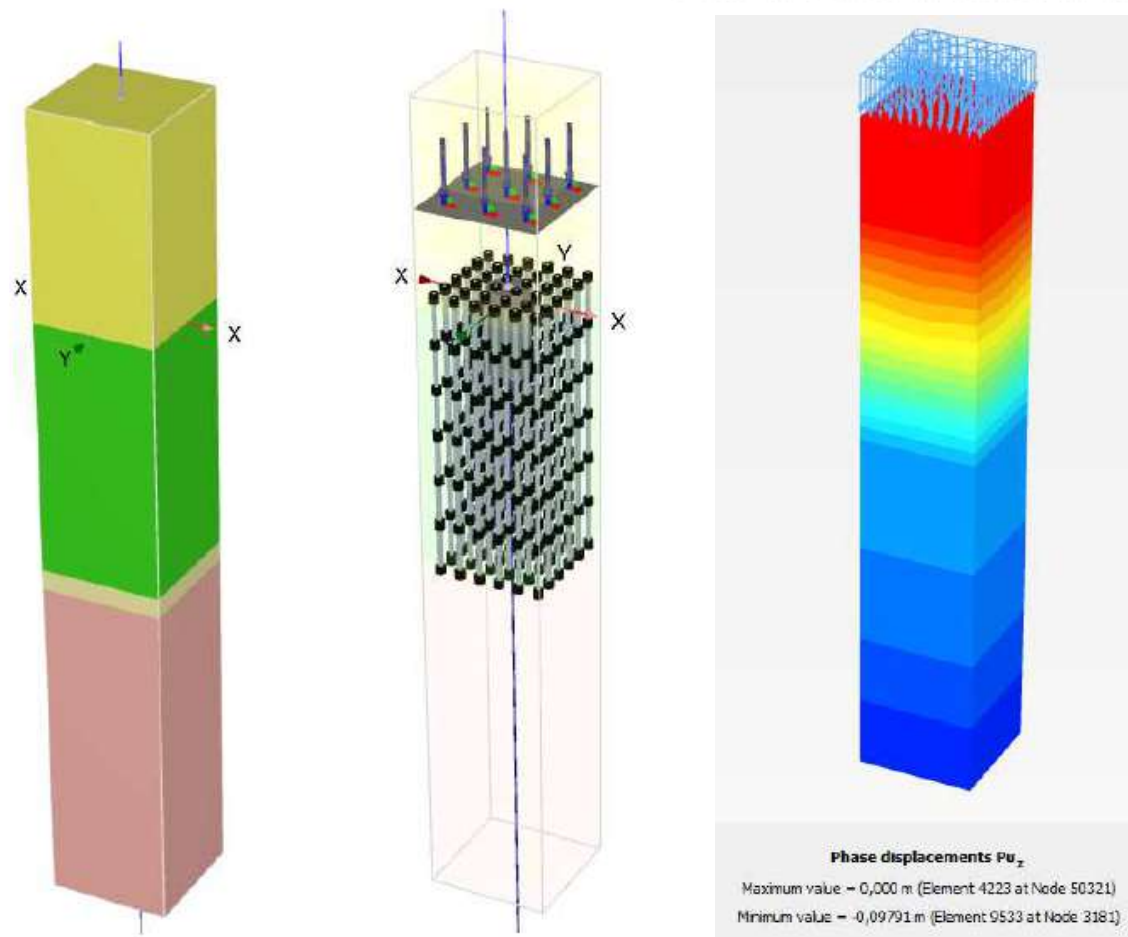 X
X
Y
X
Y
X
Phase displacements Pu_z
Maximum value = 0,000 m (Element 4223 at Node 50321)
Minimum value = -0,09791 m (Element 9533 at Node 3181)